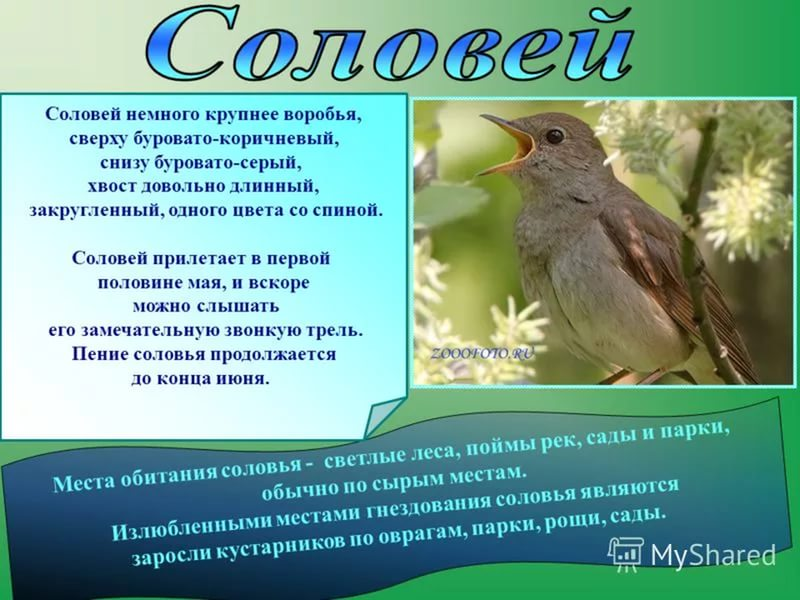 Соловей
Соловей немного крупнее воробья,
сверху буровато-коричневый,
снизу буровато-серый,
хвост довольно длинный,
закругленный, одного цвета со спиной.
Соловей прилетает в первой
половине мая, и вскоре
можно слышать
его замечательную звонкую трель.
Пение соловья продолжается
до конца июня.
ZOOOFOTO.RU
Места обитания соловья - светлые леса, поймы рек, сады и парки,
обычно по сырым местам.
Излюбленными местами гнездования соловья являются
заросли кустарников по оврагам, парки, рощи, сады.
MyShared